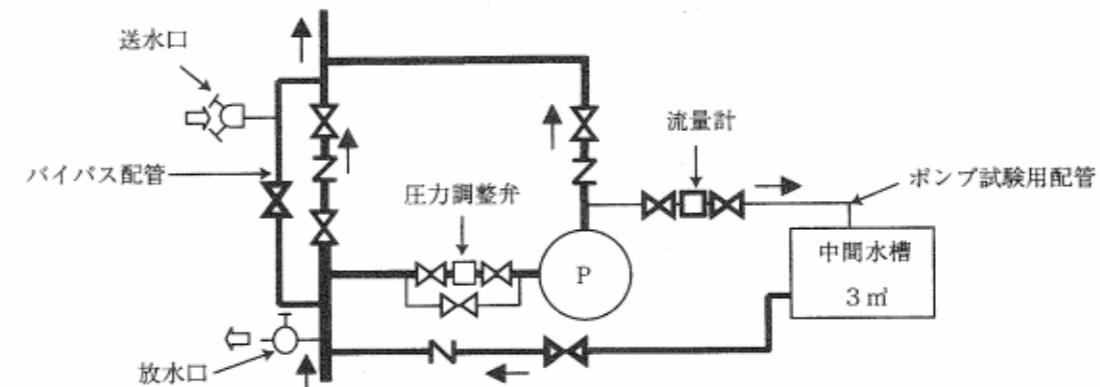 送水口
バイパス配管
圧力調整弁
流量計
ポンプ試験用配管
P
中間水槽
3㎥
放水口